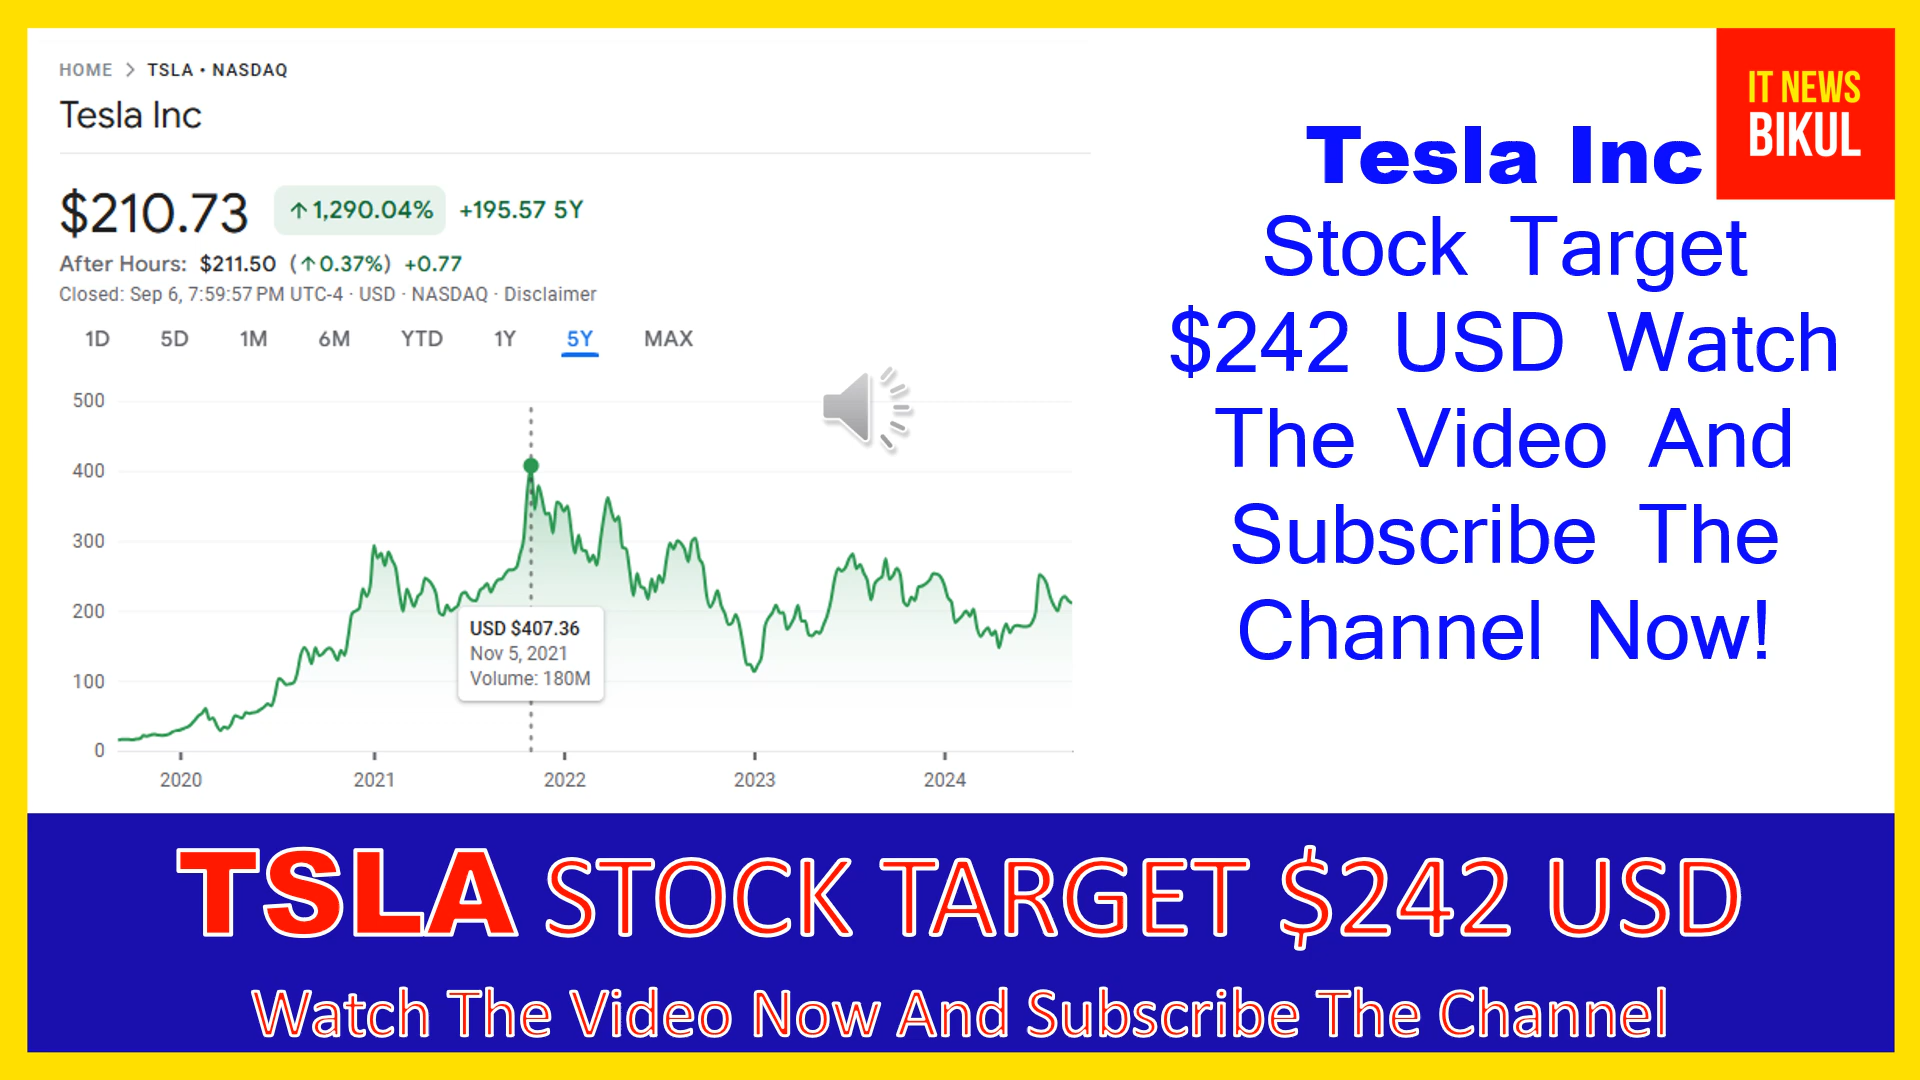 HOME > TSLA • NASDAQ
Tesla Inc
$210.73 ↑1,290.04% +195.57 5Y
After Hours: $211.50 (↑0.37%) +0.77
Closed: Sep 6, 7:59:57 PM UTC-4 · USD · NASDAQ · Disclaimer
1D 5D 1M 6M YTD 1Y 5Y MAX
500
400
300
200
100
0
USD $407.36
Nov 5, 2021
Volume: 180M
2020 2021 2022 2023 2024
IT NEWS
BIKUL
Tesla Inc
Stock Target
$242 USD Watch
The Video And
Subscribe The
Channel Now!
TSLA STOCK TARGET $242 USD
Watch The Video Now And Subscribe The Channel